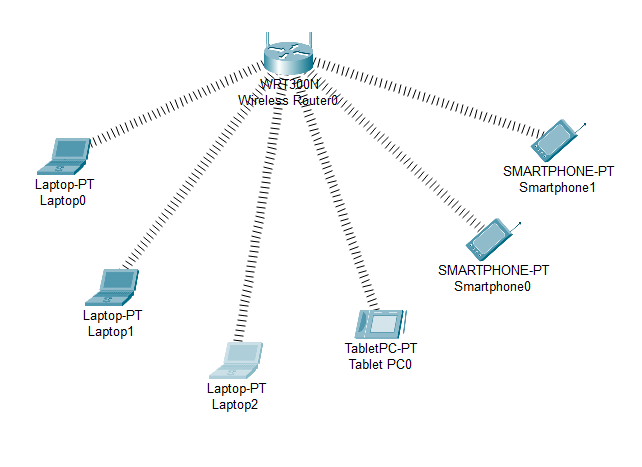 WRT300N
Wireless Router0
Laptop-PT
Laptop0
SMARTPHONE-PT
Smartphone1
SMARTPHONE-PT
Smartphone0
Laptop-PT
Laptop1
TabletPC-PT
Tablet PC0
Laptop-PT
Laptop2